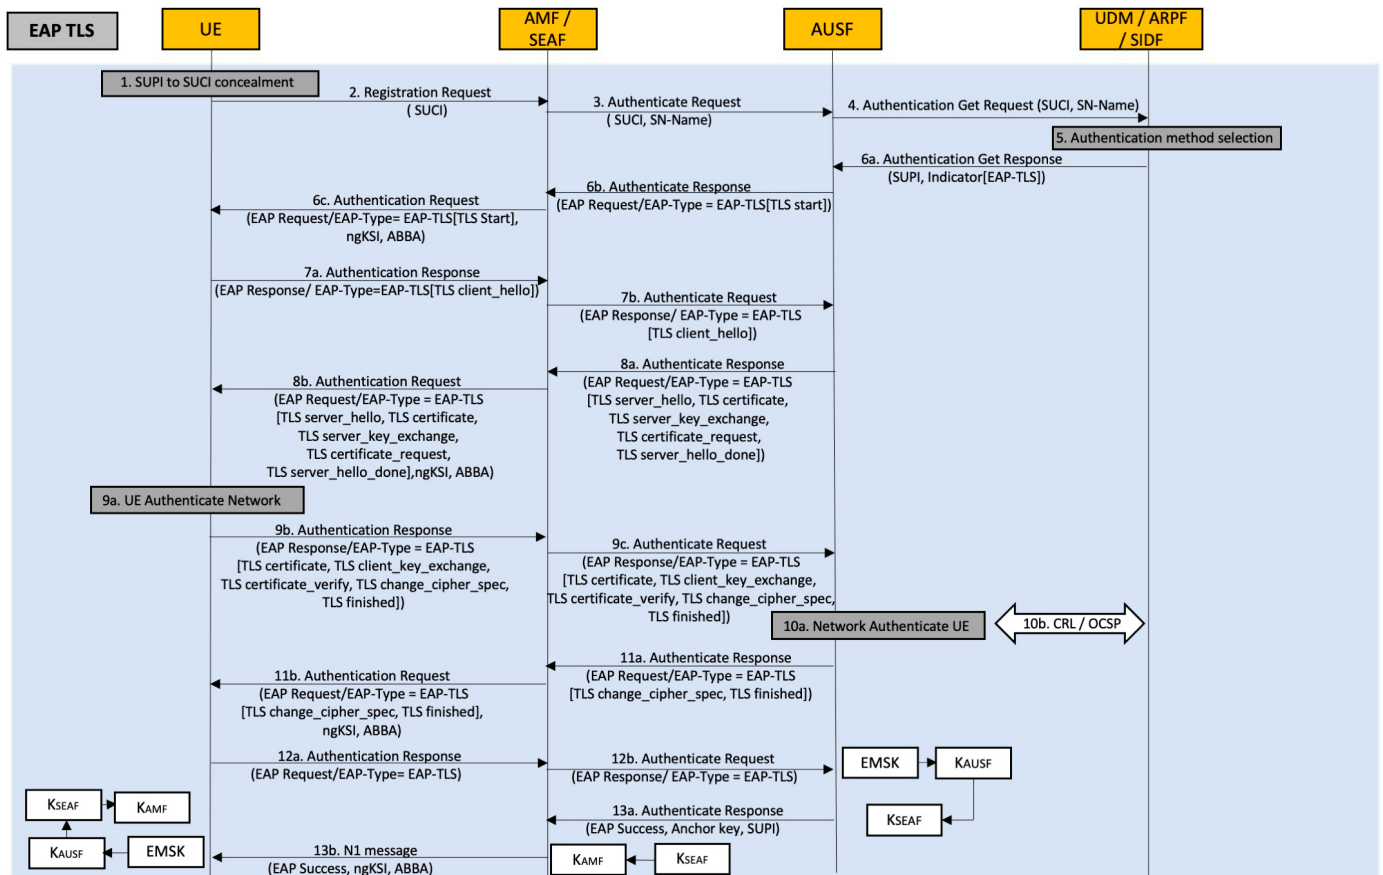 EAP TLS
UE
AMF /
SEAF
AUSF
UDM / ARPF
/ SIDF
1. SUPI to SUCI concealment
2. Registration Request
( SUCI)
3. Authenticate Request
( SUCI, SN-Name)
4. Authentication Get Request (SUCI, SN-Name)
5. Authentication method selection
6a. Authentication Get Response
(SUPI, Indicator[EAP-TLS])
6b. Authenticate Response
(EAP Request/EAP-Type = EAP-TLS[TLS start])
6c. Authentication Request
(EAP Request/EAP-Type= EAP-TLS[TLS Start],
ngKSI, ABBA)
7a. Authentication Response
(EAP Response/ EAP-Type=EAP-TLS[TLS client_hello])
7b. Authenticate Request
(EAP Response/ EAP-Type = EAP-TLS
[TLS client_hello])
8a. Authenticate Response
(EAP Request/EAP-Type = EAP-TLS
[TLS server_hello, TLS certificate,
TLS server_key_exchange,
TLS certificate_request,
TLS server_hello_done])
8b. Authentication Request
(EAP Request/EAP-Type = EAP-TLS
[TLS server_hello, TLS certificate,
TLS server_key_exchange,
TLS certificate_request,
TLS server_hello_done],ngKSI, ABBA)
9a. UE Authenticate Network
9b. Authentication Response
(EAP Response/EAP-Type = EAP-TLS
[TLS certificate, TLS client_key_exchange,
TLS certificate_verify, TLS change_cipher_spec,
TLS finished])
9c. Authenticate Request
(EAP Response/EAP-Type = EAP-TLS
[TLS certificate, TLS client_key_exchange,
TLS certificate_verify, TLS change_cipher_spec,
TLS finished])
10a. Network Authenticate UE
10b. CRL / OCSP
11a. Authenticate Response
(EAP Request/EAP-Type = EAP-TLS
[TLS change_cipher_spec, TLS finished])
11b. Authentication Request
(EAP Request/EAP-Type = EAP-TLS
[TLS change_cipher_spec, TLS finished],
ngKSI, ABBA)
12a. Authentication Response
(EAP Request/EAP-Type= EAP-TLS)
12b. Authenticate Request
(EAP Response/ EAP-Type = EAP-TLS)
EMSK
KAUSF
KSEAF
13a. Authenticate Response
(EAP Success, Anchor key, SUPI)
KSEAF
KAMF
KAUSF
EMSK
13b. N1 message
(EAP Success, ngKSI, ABBA)
KAMF
KSEAF